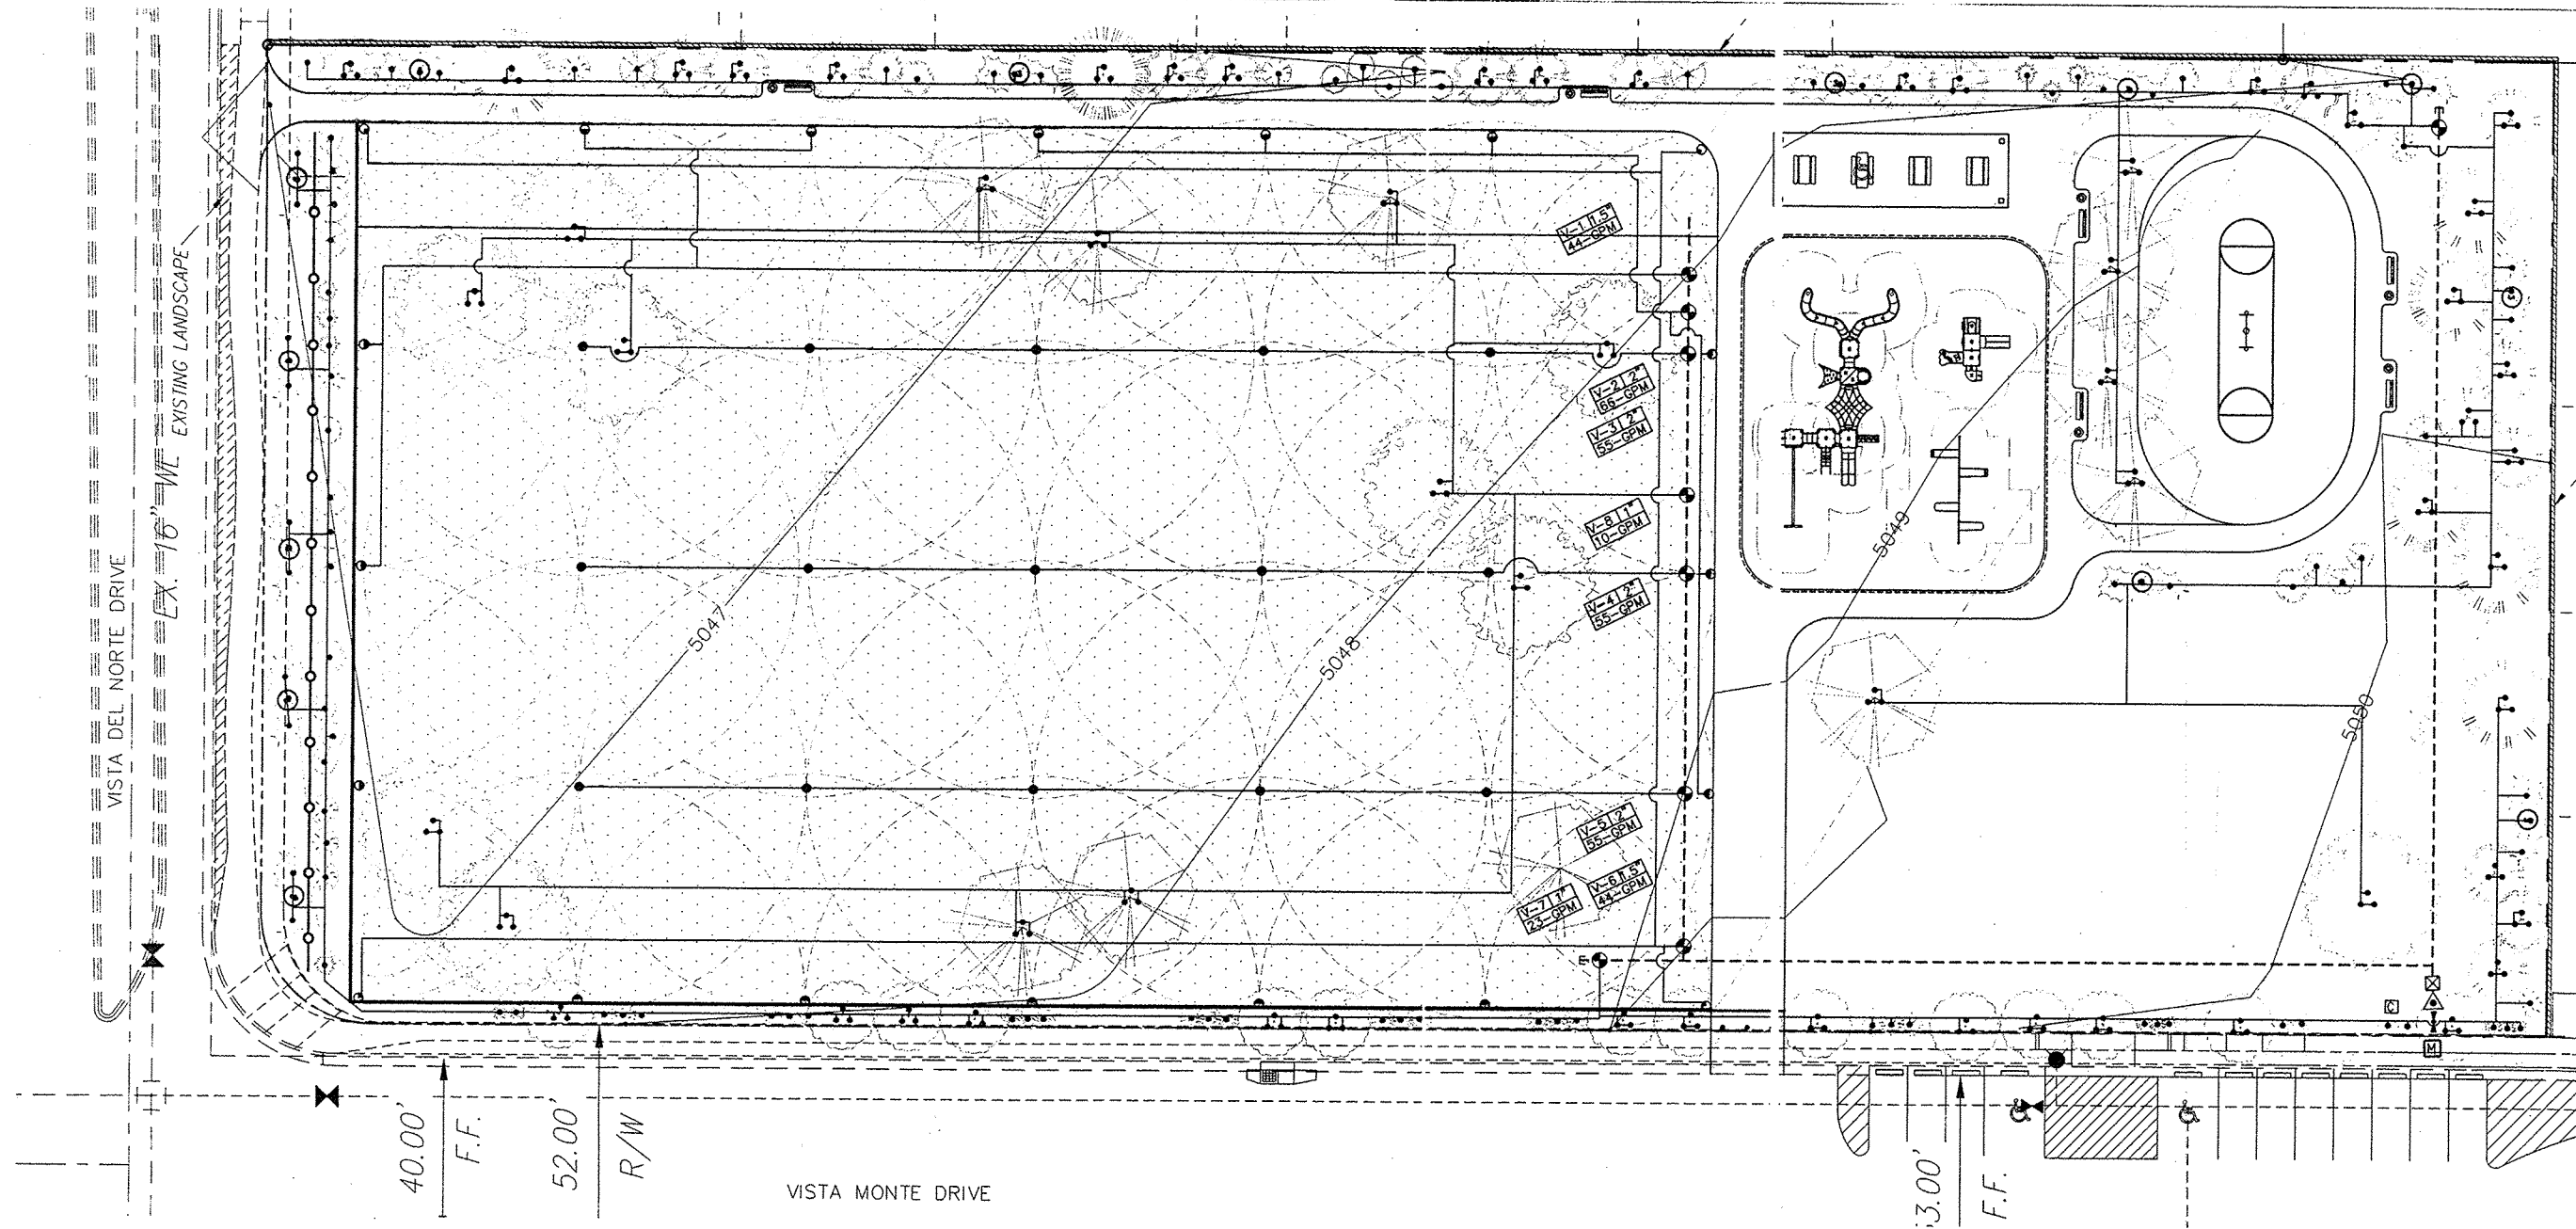 VISTA DEL NORTE DRIVE
EX. 16" WL
EXISTING LANDSCAPE
V-1 1.5"
44-GPM
V-2 2"
66-GPM
V-3 2"
55-GPM
V-8 1"
10-GPM
V-4 2"
55-GPM
V-5 2"
55-GPM
V-6 1.5"
44-GPM
V-7 1"
23-GPM
5047
5048
5049
5050
E
C
M
40.00'
F.F.
52.00'
R/W
3.00'
F.F.
VISTA MONTE DRIVE